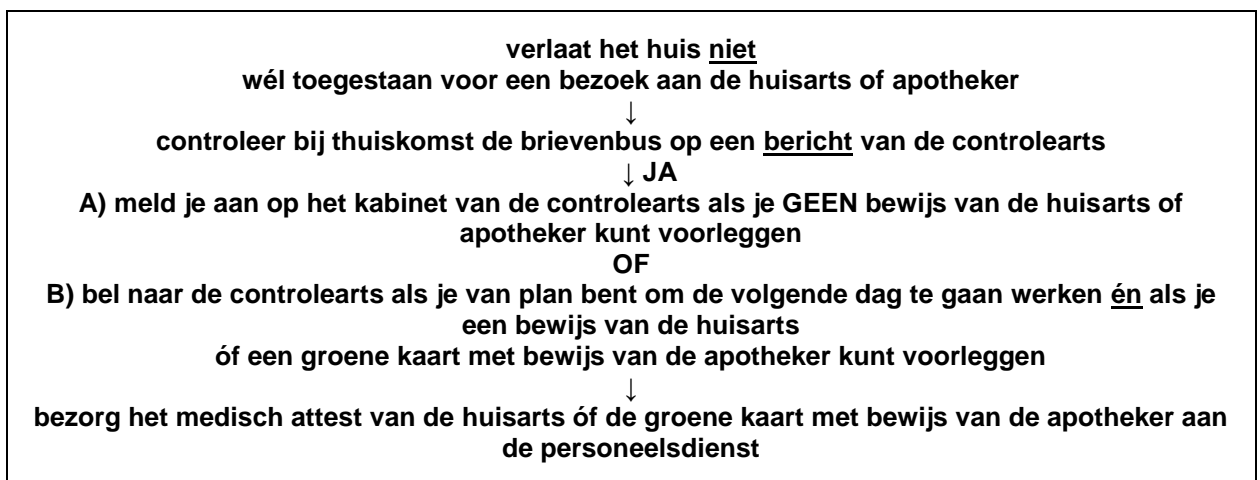 verlaat het huis niet
wél toegestaan voor een bezoek aan de huisarts of apotheker
↓
controleer bij thuiskomst de brievenbus op een bericht van de controlearts
↓ JA
A) meld je aan op het kabinet van de controlearts als je GEEN bewijs van de huisarts of
apotheker kunt voorleggen
OF
B) bel naar de controlearts als je van plan bent om de volgende dag te gaan werken én als je
een bewijs van de huisarts
óf een groene kaart met bewijs van de apotheker kunt voorleggen
↓
bezorg het medisch attest van de huisarts óf de groene kaart met bewijs van de apotheker aan
de personeelsdienst